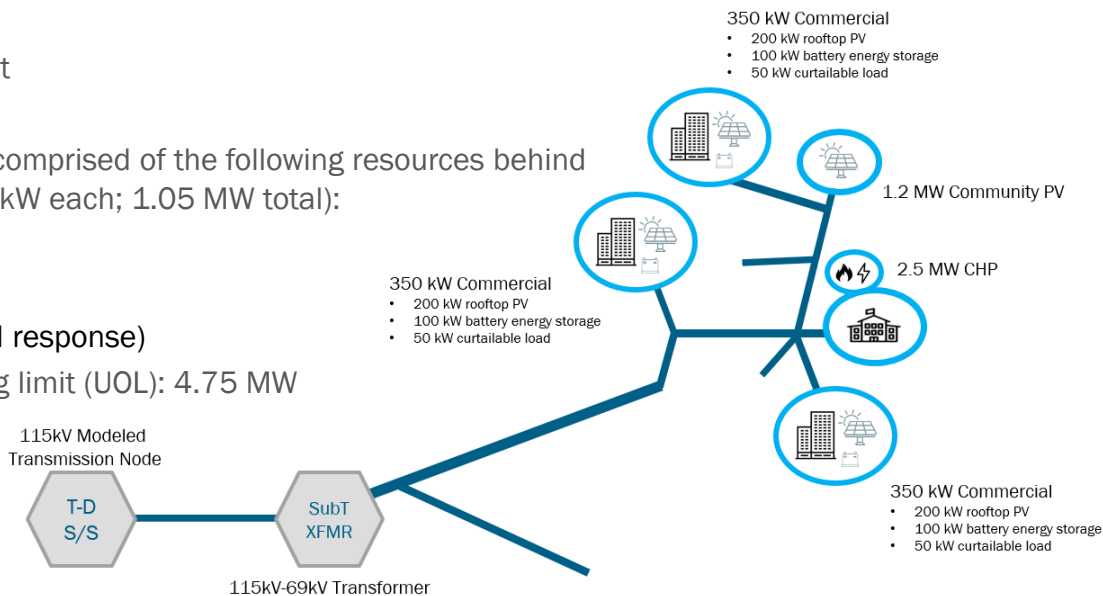 t
comprised of the following resources behind
kW each; 1.05 MW total):
l response)
g limit (UOL): 4.75 MW
350 kW Commercial
• 200 kW rooftop PV
• 100 kW battery energy storage
• 50 kW curtailable load
1.2 MW Community PV
2.5 MW CHP
350 kW Commercial
• 200 kW rooftop PV
• 100 kW battery energy storage
• 50 kW curtailable load
350 kW Commercial
• 200 kW rooftop PV
• 100 kW battery energy storage
• 50 kW curtailable load
115kV Modeled
Transmission Node
T-D
S/S
SubT
XFMR
115kV-69kV Transformer